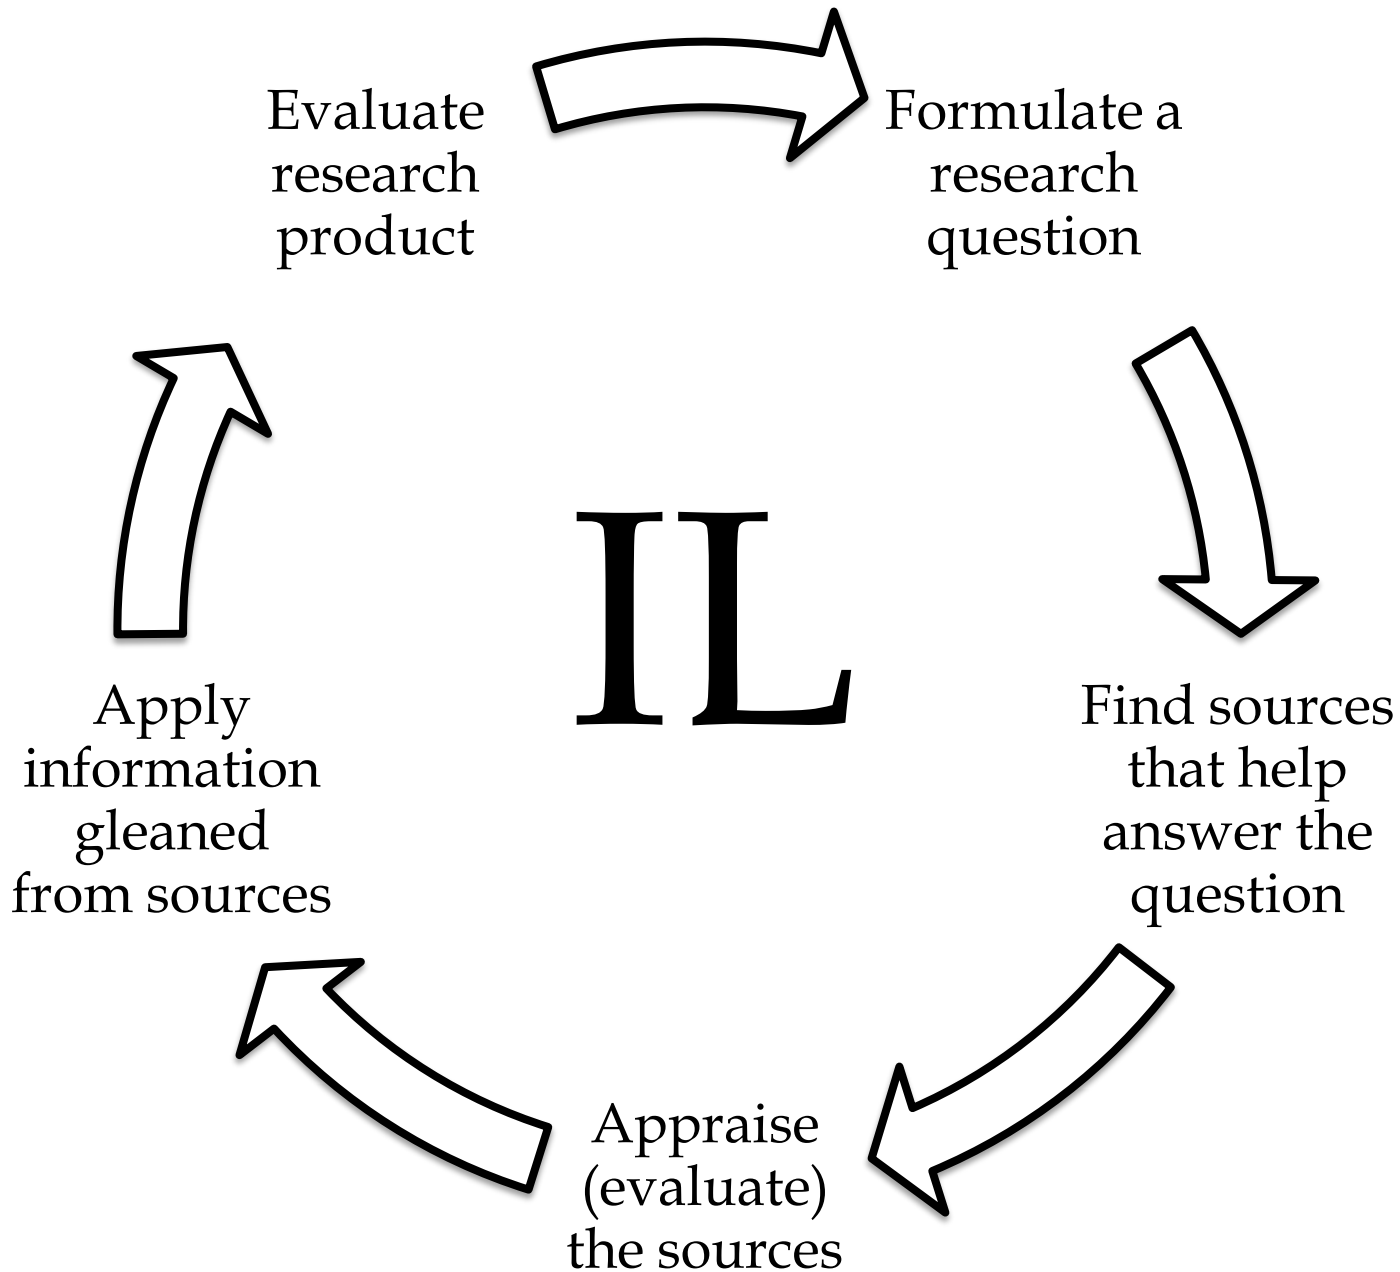 Evaluate
research
product
Formulate a
research
question
IL
Apply
information
gleaned
from sources
Find sources
that help
answer the
question
Appraise
(evaluate)
the sources